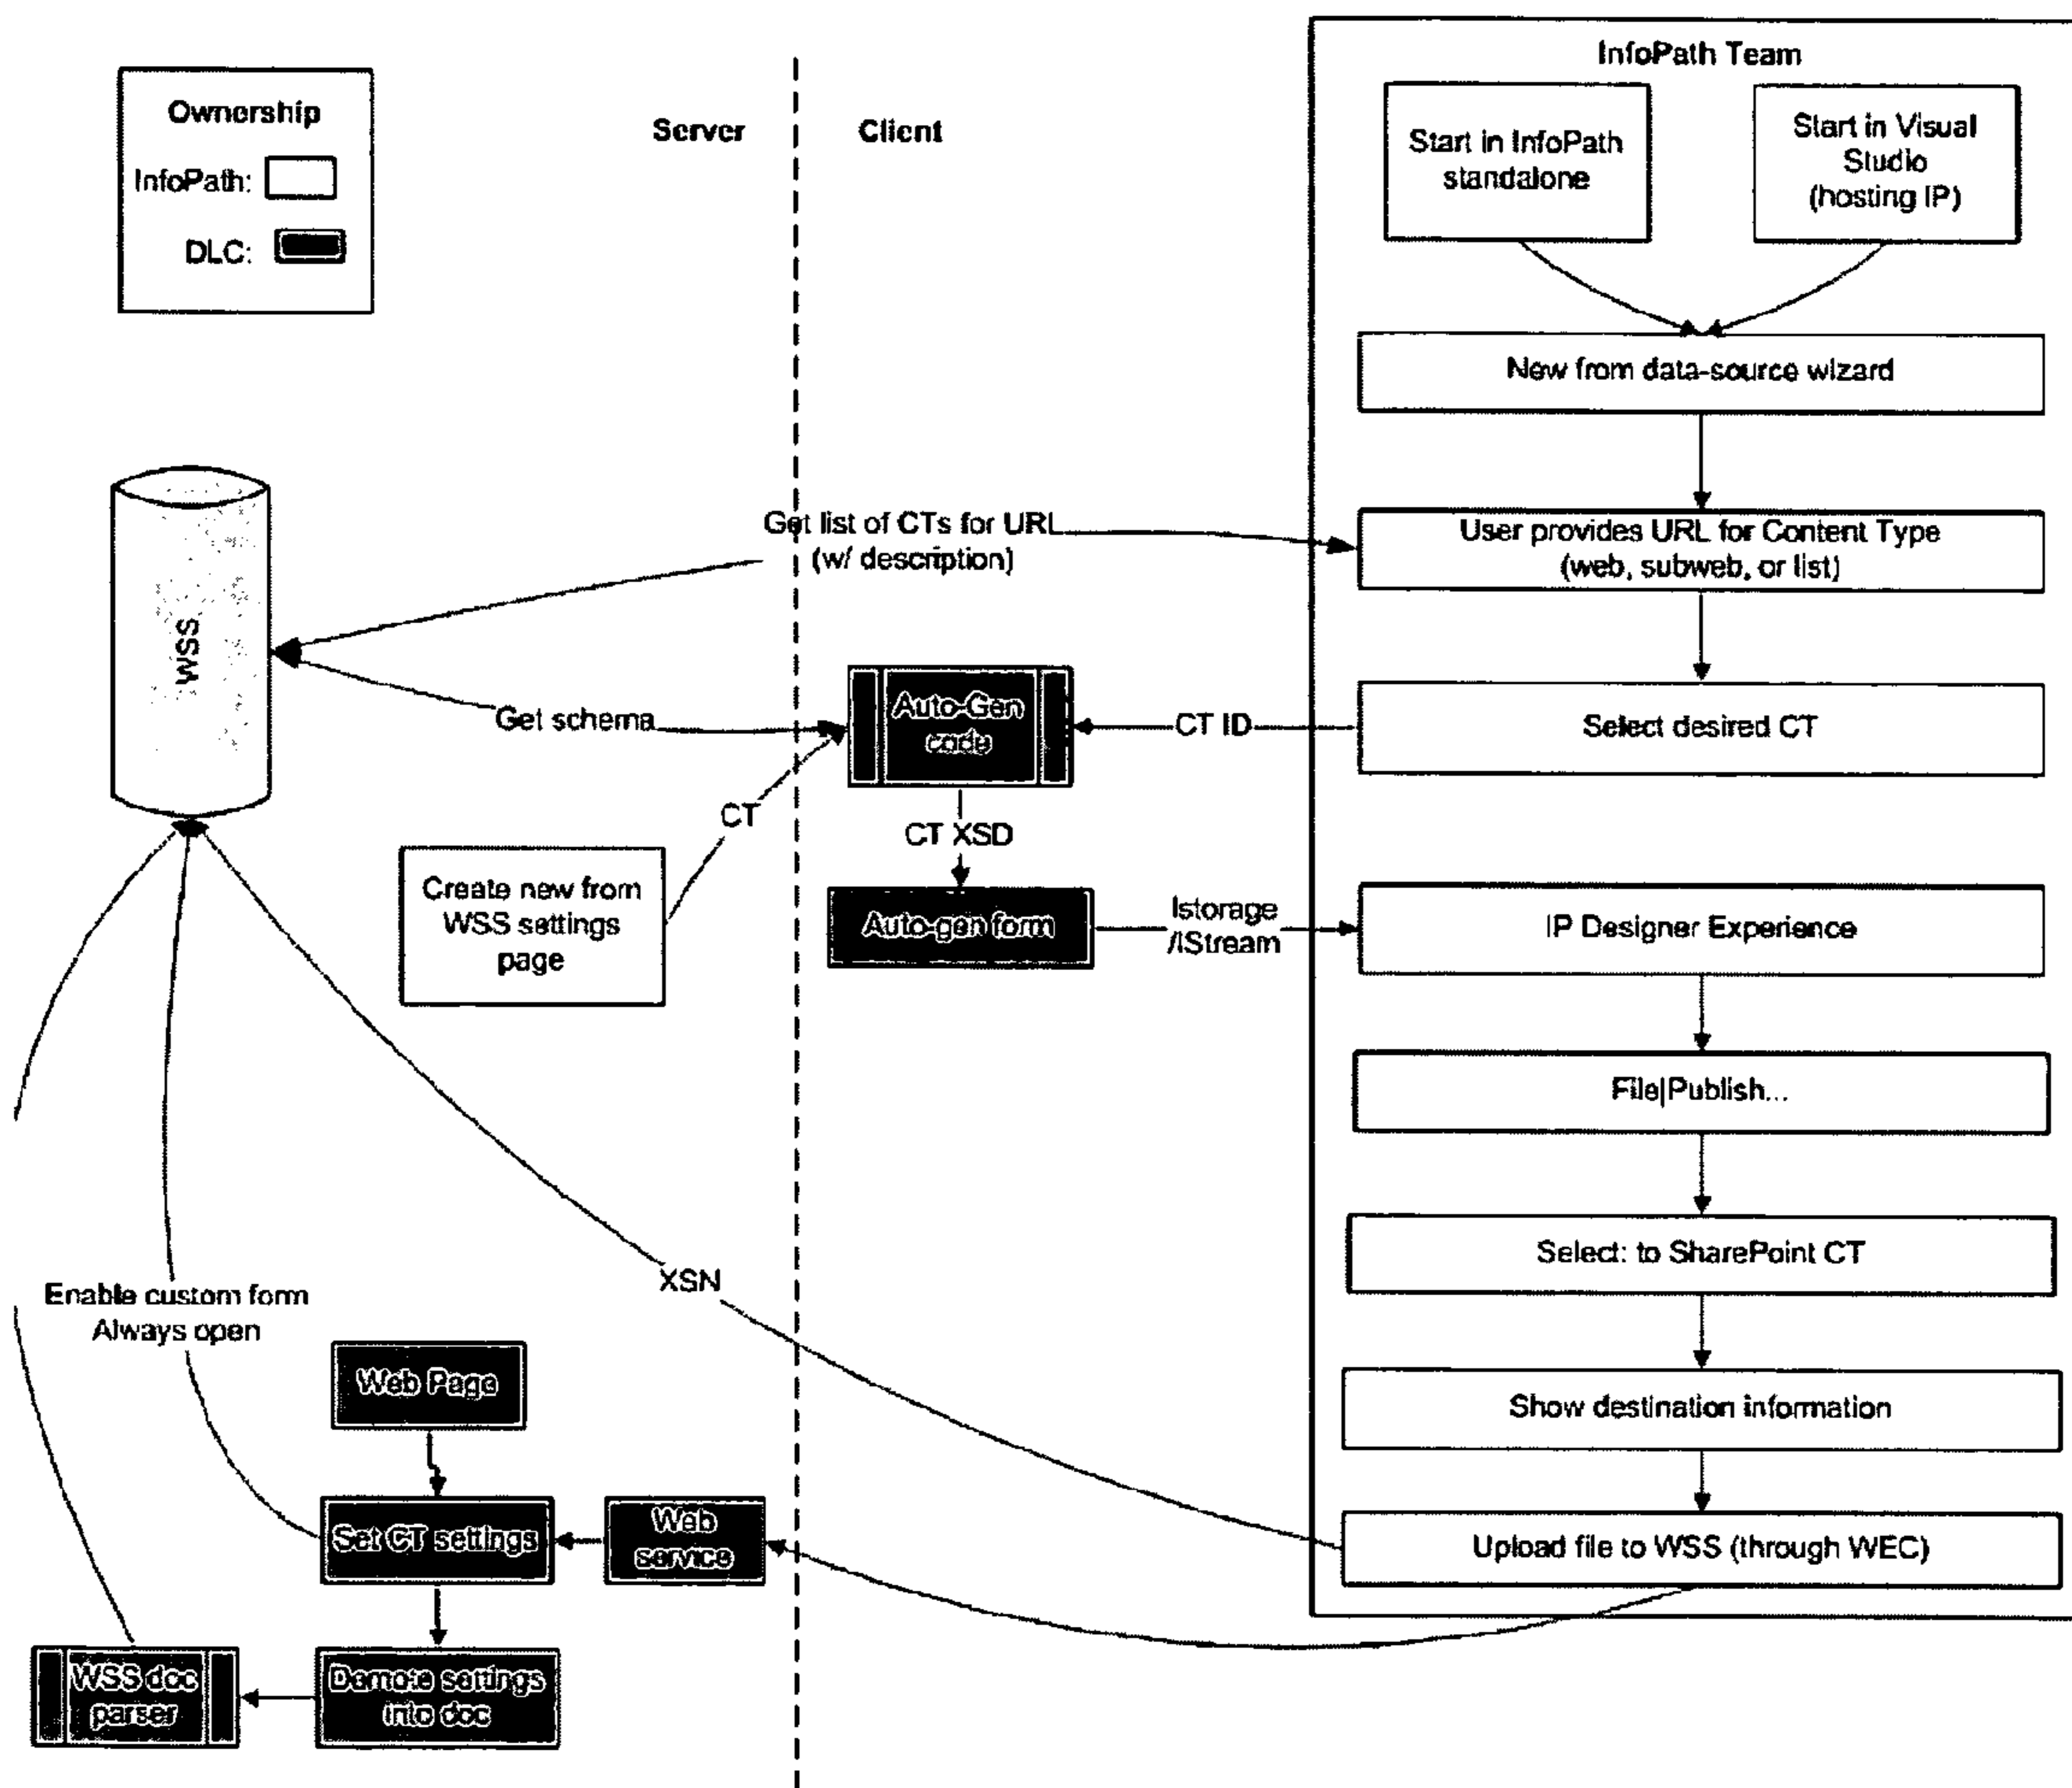 InfoPath Team
Ownership
InfoPath:
DLC:
Server
Client
Start in InfoPath
standalone
Start in Visual
Studio
(hosting IP)
New from data-source wizard
WSS
Get list of CTs for URL
(w/ description)
User provides URL for Content Type
(web, subweb, or list)
Get schema
Auto-Gen
code
CT ID
Select desired CT
CT
CT XSD
Create new from
WSS settings
page
Auto-gen form
Istorage
/IStream
IP Designer Experience
File|Publish...
Select: to SharePoint CT
XSN
Enable custom form
Always open
Web Page
Show destination information
Set CT settings
Web
service
Upload file to WSS (through WEC)
WSS doc
parser
Demote settings
into doc